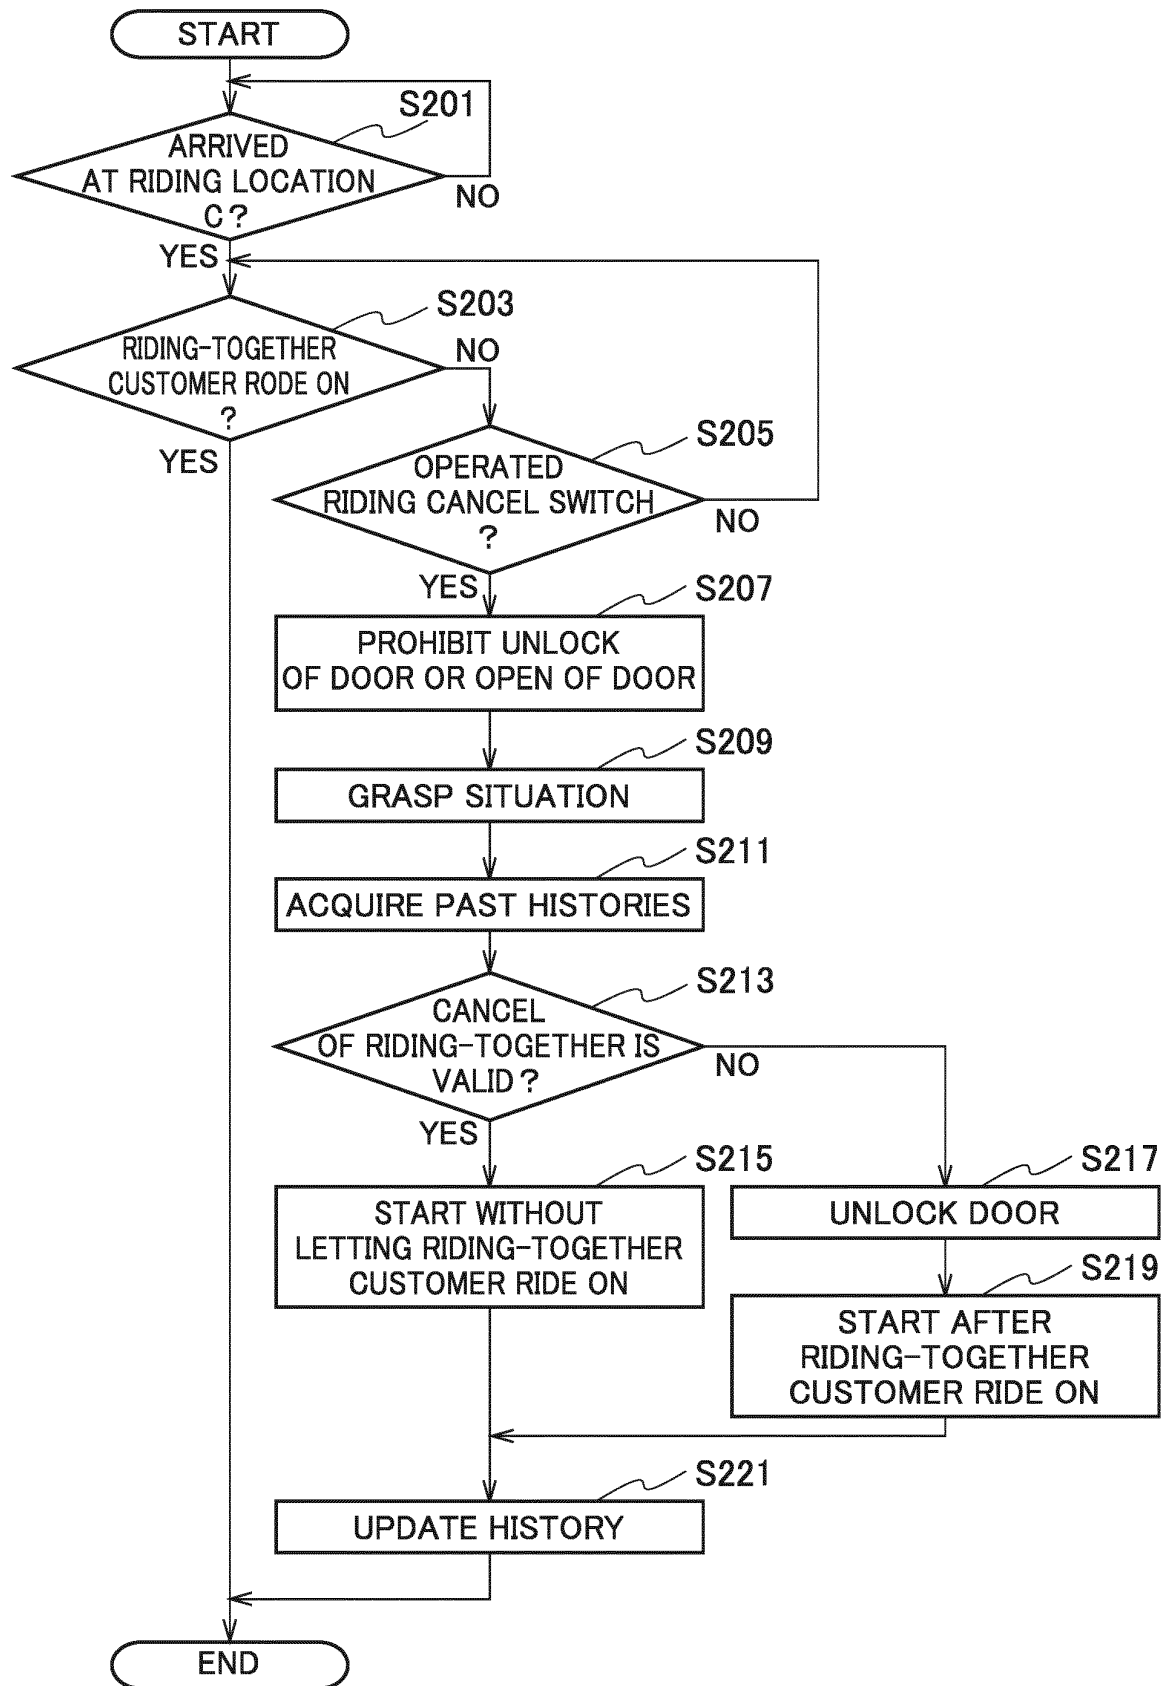 START
S201
ARRIVED
AT RIDING LOCATION
C?
NO
YES
S203
RIDING-TOGETHER
CUSTOMER RODE ON
?
NO
YES
S205
OPERATED
RIDING CANCEL SWITCH
?
NO
YES
S207
PROHIBIT UNLOCK
OF DOOR OR OPEN OF DOOR
S209
GRASP SITUATION
S211
ACQUIRE PAST HISTORIES
S213
CANCEL
OF RIDING-TOGETHER IS
VALID?
NO
YES
S215
START WITHOUT
LETTING RIDING-TOGETHER
CUSTOMER RIDE ON
S217
UNLOCK DOOR
S219
START AFTER
RIDING-TOGETHER
CUSTOMER RIDE ON
S221
UPDATE HISTORY
END